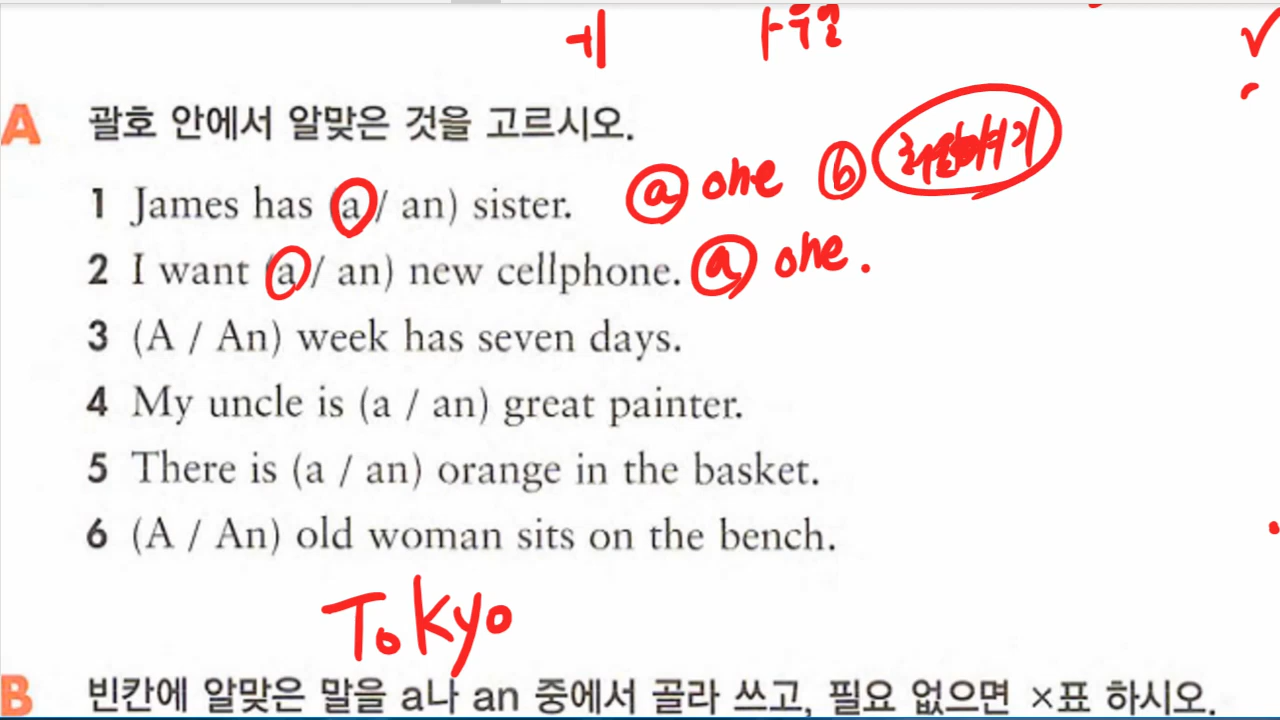 A 괄호 안에서 알맞은 것을 고르시오.
1 James has (a / an) sister. ⓐ one ⓑ
2 I want (a / an) new cellphone. ⓐ one.
3 (A / An) week has seven days.
4 My uncle is (a / an) great painter.
5 There is (a / an) orange in the basket.
6 (A / An) old woman sits on the bench.
Tokyo
B 빈칸에 알맞은 말을 a나 an 중에서 골라 쓰고, 필요 없으면 ×표 하시오.